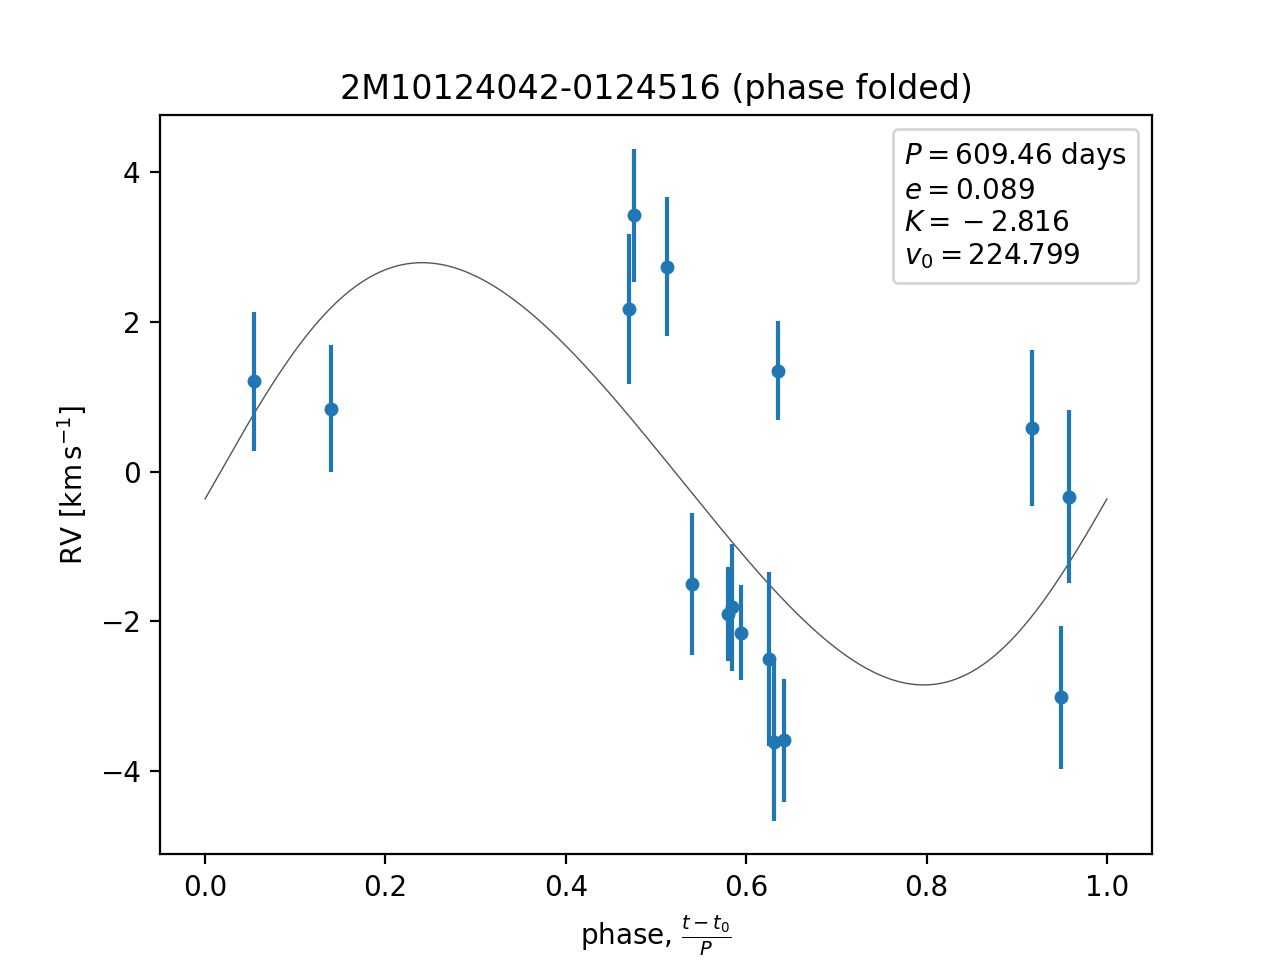 2M10124042-0124516 (phase folded)
P = 609.46 days
e = 0.089
K = −2.816
v₀ = 224.799
RV [km s⁻¹]
4
2
0
−2
−4
0.0 0.2 0.4 0.6 0.8 1.0
phase, (t − t₀)/P